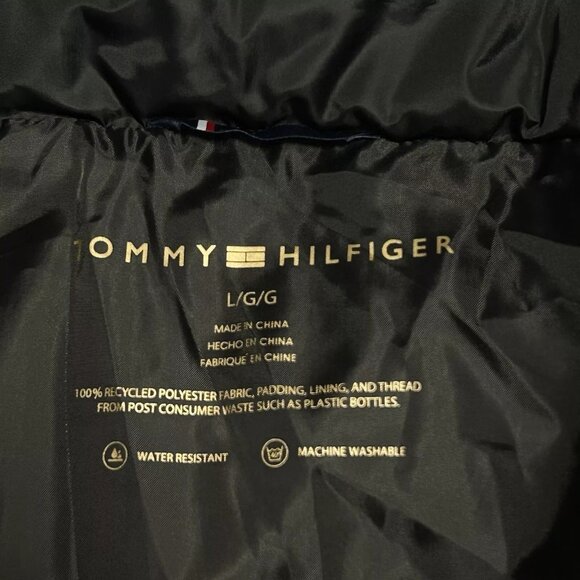 TOMMY HILFIGER
L/G/G
MADE IN CHINA
HECHO EN CHINA
FABRIQUÉ EN CHINE
100% RECYCLED POLYESTER FABRIC, PADDING, LINING, AND THREAD
FROM POST CONSUMER WASTE SUCH AS PLASTIC BOTTLES.
WATER RESISTANT
40° MACHINE WASHABLE